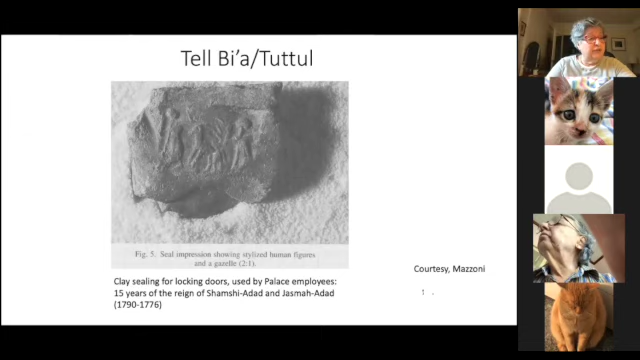 Tell Bi’a/Tuttul
Fig. 5. Seal impression showing stylized human figures
and a gazelle (2:1).
Clay sealing for locking doors, used by Palace employees:
15 years of the reign of Shamshi-Adad and Jasmah-Adad
(1790-1776)
Courtesy, Mazzoni